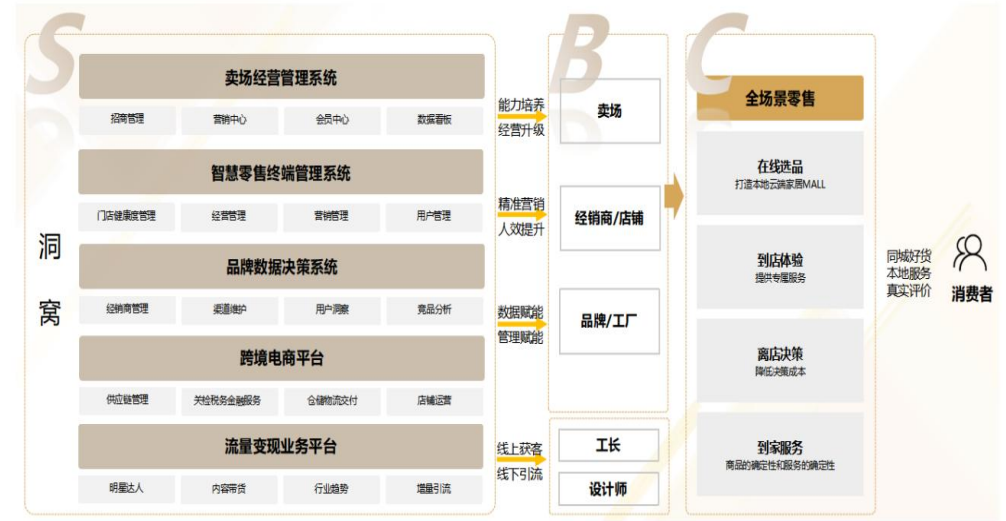 S
B
C
洞
窝
卖场经营管理系统
招商管理
营销中心
会员中心
数据看板
智慧零售终端管理系统
门店健康度管理
经营管理
营销管理
用户管理
品牌数据决策系统
经销商管理
渠道维护
用户洞察
竞品分析
跨境电商平台
供应链管理
关检税务金融服务
仓储物流交付
店铺运营
流量变现业务平台
明星达人
内容带货
行业趋势
增量引流
能力培养
经营升级
精准营销
人效提升
数据赋能
管理赋能
线上获客
线下引流
卖场
经销商/店铺
品牌/工厂
工长
设计师
全场景零售
在线选品
打造本地云端家居MALL
到店体验
提供专属服务
离店决策
降低决策成本
到家服务
商品的确定性和服务的确定性
同城好货
本地服务
真实评价
消费者